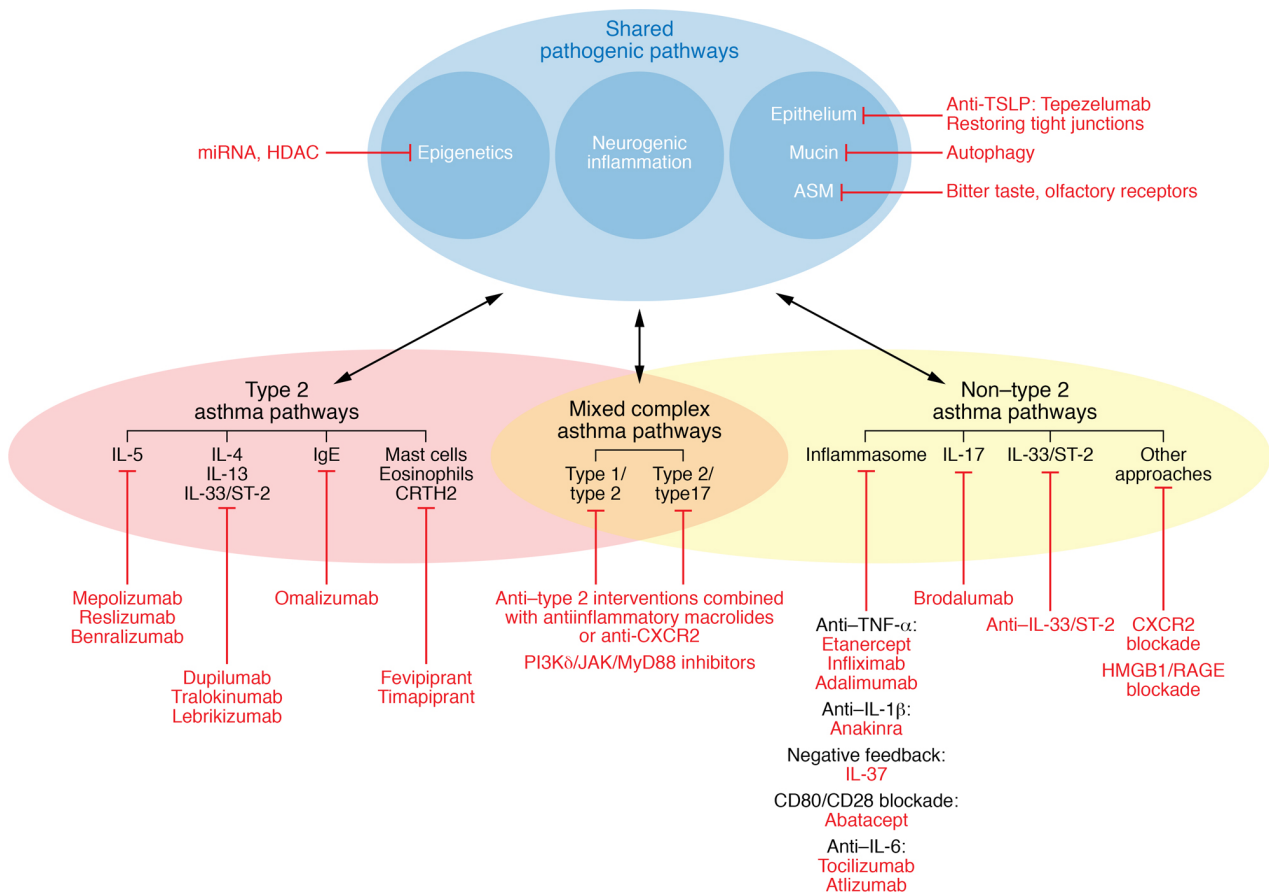 Shared
pathogenic pathways
miRNA, HDAC
Epigenetics
Neurogenic
inflammation
Epithelium
Mucin
ASM
Anti-TSLP: Tepezelumab
Restoring tight junctions
Autophagy
Bitter taste, olfactory receptors
Type 2
asthma pathways
IL-5
IL-4
IL-13
IL-33/ST-2
IgE
Mast cells
Eosinophils
CRTH2
Mixed complex
asthma pathways
Type 1/
type 2
Type 2/
type17
Non–type 2
asthma pathways
Inflammasome
IL-17
IL-33/ST-2
Other
approaches
Mepolizumab
Reslizumab
Benralizumab
Dupilumab
Tralokinumab
Lebrikizumab
Omalizumab
Fevipiprant
Timapiprant
Anti–type 2 interventions combined
with antiinflammatory macrolides
or anti-CXCR2
PI3Kδ/JAK/MyD88 inhibitors
Anti–TNF-α:
Etanercept
Infliximab
Adalimumab
Anti–IL-1β:
Anakinra
Negative feedback:
IL-37
CD80/CD28 blockade:
Abatacept
Anti–IL-6:
Tocilizumab
Atlizumab
Brodalumab
Anti–IL-33/ST-2
CXCR2
blockade
HMGB1/RAGE
blockade